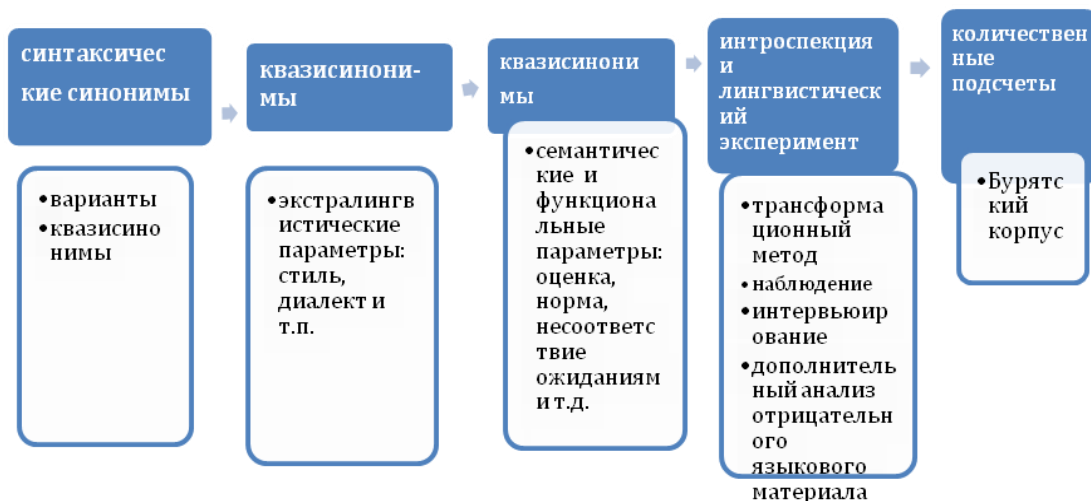 синтаксичес
кие синонимы
• варианты
• квазисино
нимы
квазисинони-
мы
• экстралингв
истические
параметры:
стиль,
диалект и
т.п.
квазисинони
мы
• семантичес
кие и
функциона
льные
параметры:
оценка,
норма,
несоответс
твие
ожиданиям
и т.д.
интроспекция
и
лингвистическ
ий
эксперимент
• трансформа
ционный
метод
• наблюдение
• интервьюир
ование
• дополнитель
ный анализ
отрицательн
ого
языкового
материала
количествен
ные
подсчеты
• Бурятс
кий
корпус